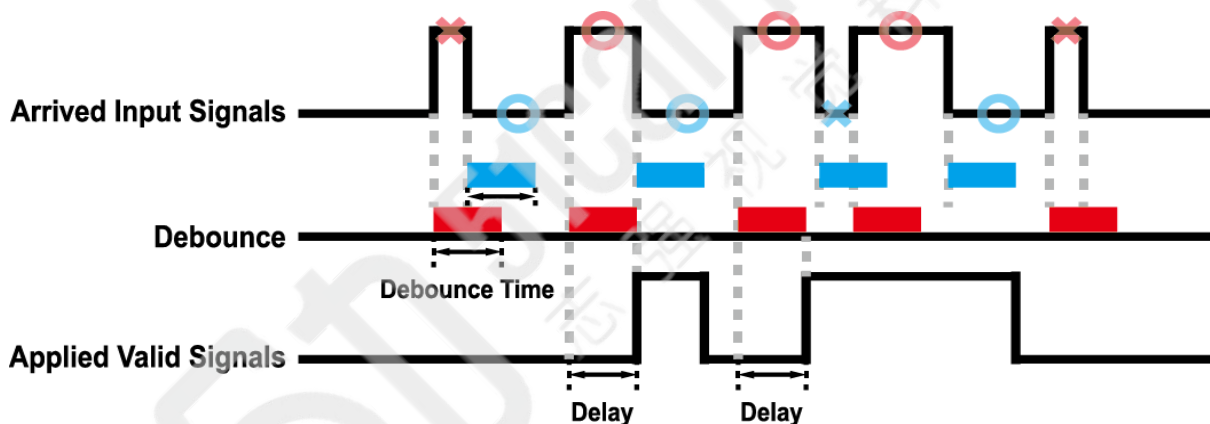 Arrived Input Signals
Debounce
Debounce Time
Applied Valid Signals
Delay
Delay